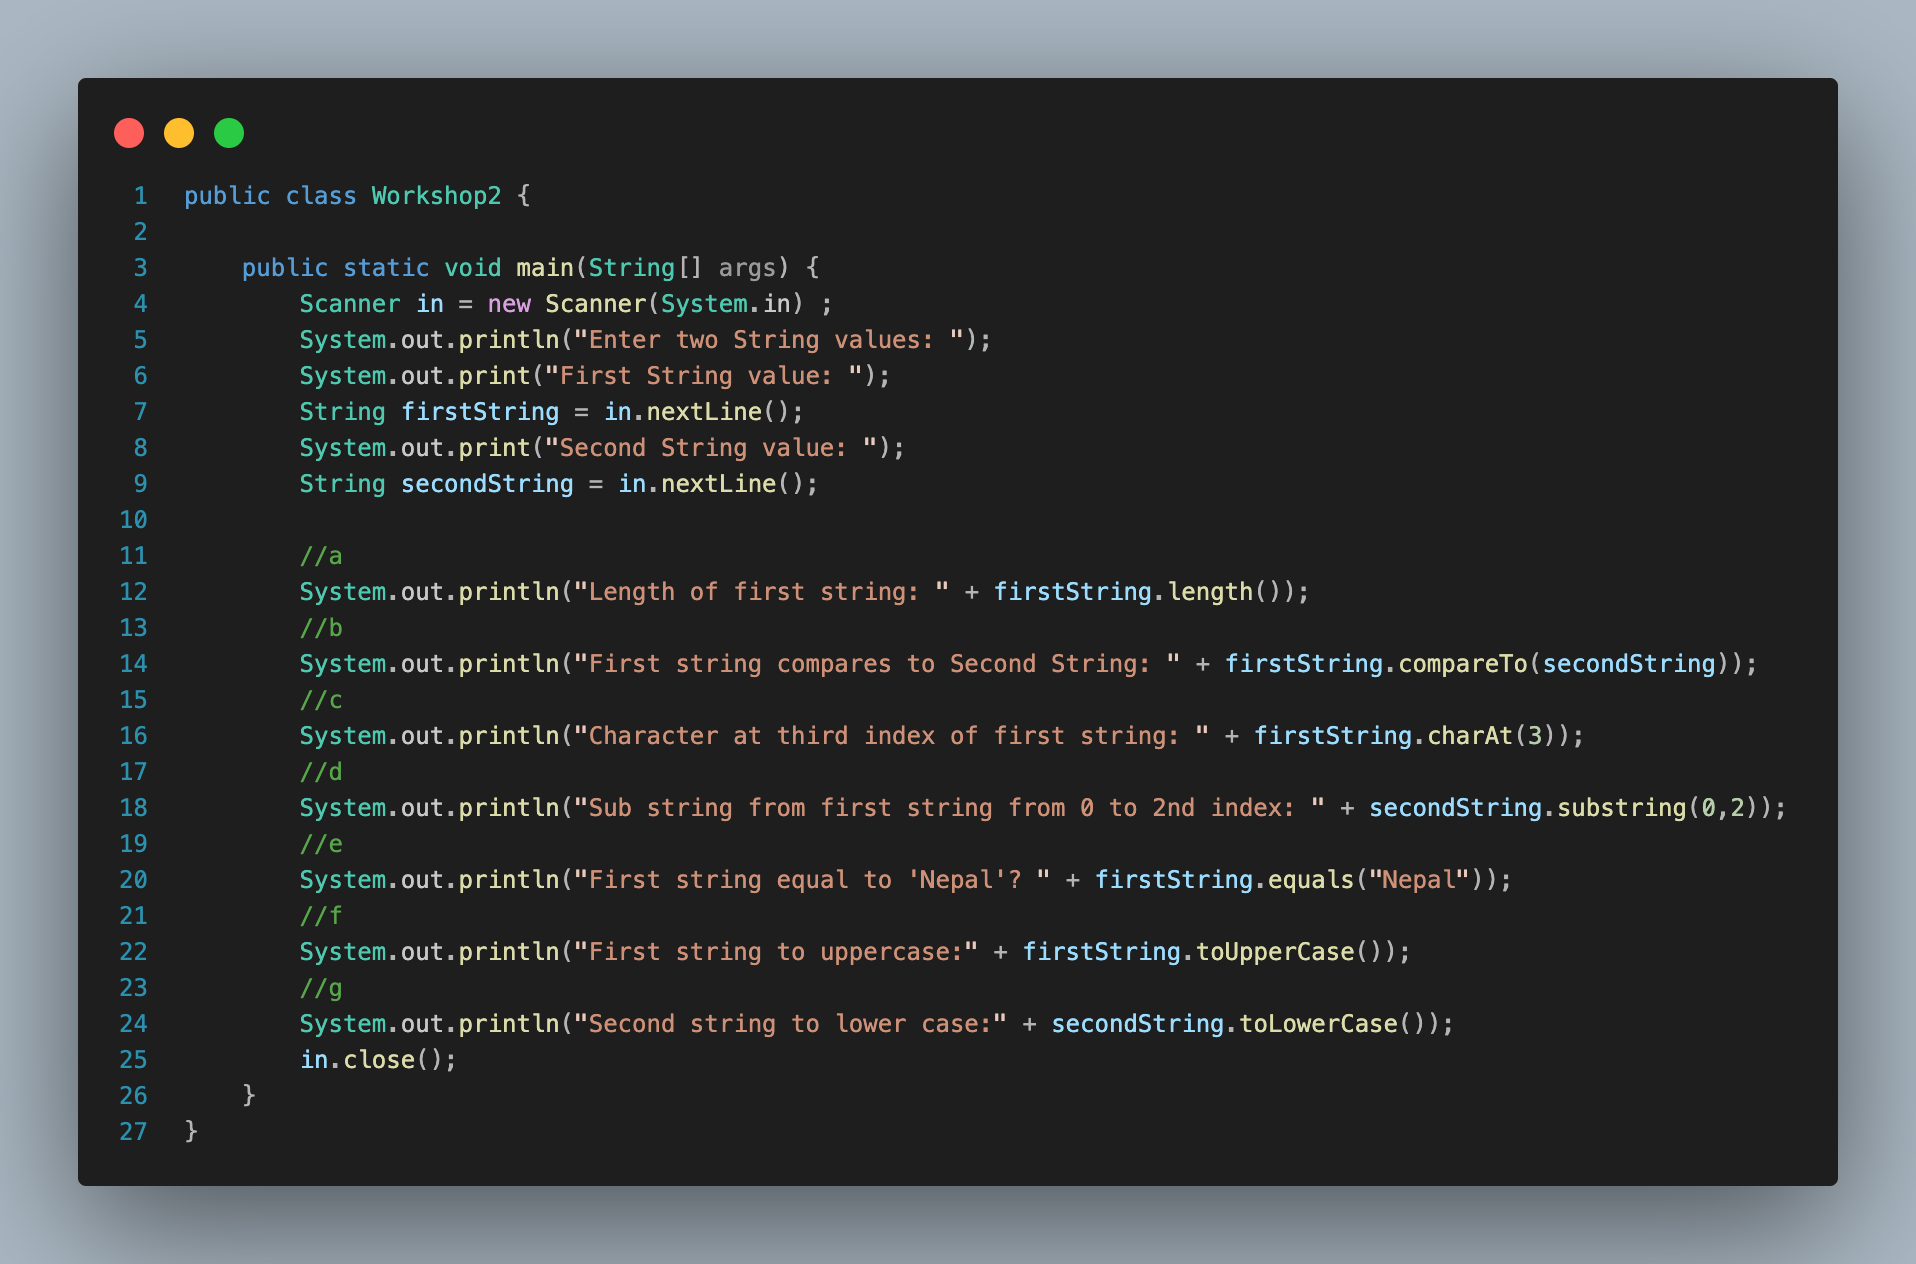 1 public class Workshop2 {
2
3     public static void main(String[] args) {
4         Scanner in = new Scanner(System.in) ;
5         System.out.println("Enter two String values: ");
6         System.out.print("First String value: ");
7         String firstString = in.nextLine();
8         System.out.print("Second String value: ");
9         String secondString = in.nextLine();
10
11         //a
12         System.out.println("Length of first string: " + firstString.length());
13         //b
14         System.out.println("First string compares to Second String: " + firstString.compareTo(secondString));
15         //c
16         System.out.println("Character at third index of first string: " + firstString.charAt(3));
17         //d
18         System.out.println("Sub string from first string from 0 to 2nd index: " + secondString.substring(0,2));
19         //e
20         System.out.println("First string equal to 'Nepal'? " + firstString.equals("Nepal"));
21         //f
22         System.out.println("First string to uppercase:" + firstString.toUpperCase());
23         //g
24         System.out.println("Second string to lower case:" + secondString.toLowerCase());
25         in.close();
26     }
27 }